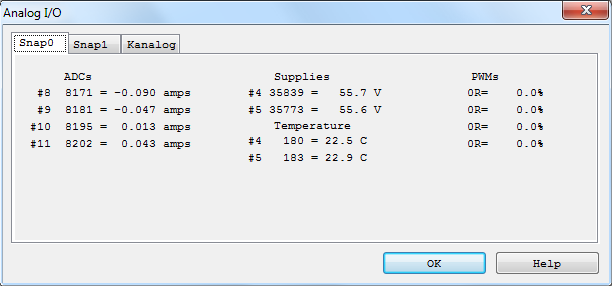 Analog I/O
Snap0 Snap1 Kanalog
ADCs Supplies PWMs
#8 8171 = -0.090 amps #4 35839 = 55.7 V 0R= 0.0%
#9 8181 = -0.047 amps #5 35773 = 55.6 V 0R= 0.0%
#10 8195 = 0.013 amps Temperature 0R= 0.0%
#11 8202 = 0.043 amps #4 180 = 22.5 C 0R= 0.0%
#5 183 = 22.9 C
OK Help